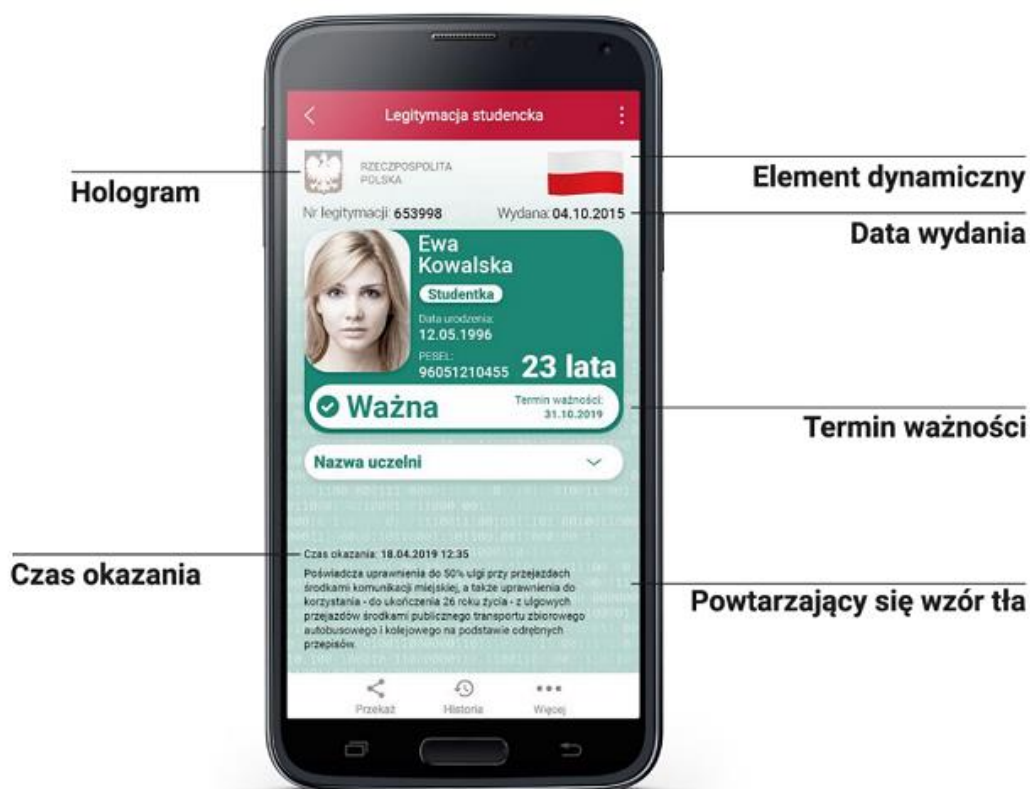 Legitymacja studencka
RZECZPOSPOLITA
POLSKA
Hologram
Element dynamiczny
Nr legitymacji: 653998
Wydana: 04.10.2015
Data wydania
Ewa
Kowalska
Studentka
Data urodzenia:
12.05.1996
PESEL:
96051210455
23 lata
Ważna
Termin ważności:
31.10.2019
Termin ważności
Nazwa uczelni
Czas okazania: 18.04.2019 12:35
Czas okazania
Poświadcza uprawnienia do 50% ulgi przy przejazdach
środkami komunikacji miejskiej, a także uprawnienia do
korzystania - do ukończenia 26 roku życia - z ulgowych
przejazdów środkami publicznego transportu zbiorowego
autobusowego i kolejowego na podstawie odrębnych
przepisów.
Powtarzający się wzór tła
Przekaż
Historia
Więcej